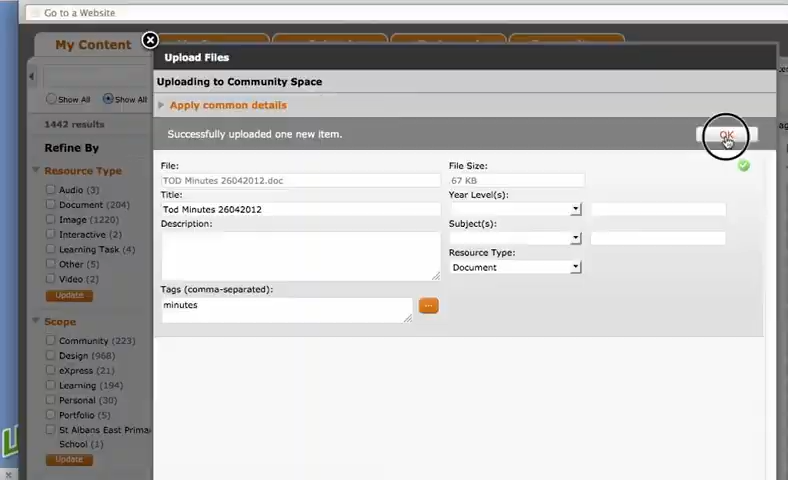 Go to a Website
My Content
Upload Files
Uploading to Community Space
Apply common details
Show All
Show All
Successfully uploaded one new item.
OK
1442 results
Refine By
File:
File Size:
TOD Minutes 26042012.doc
67 KB
Resource Type
Title:
Year Level(s):
Audio (3)
Document (204)
Tod Minutes 26042012
Image (1220)
Description:
Subject(s):
Interactive (2)
Learning Task (4)
Resource Type:
Other (5)
Document
Video (2)
Update
Tags (comma-separated):
minutes
...
Scope
Community (223)
Design (968)
eXpress (21)
Learning (194)
Personal (30)
Portfolio (5)
St Albans East Prima
School (1)
Update